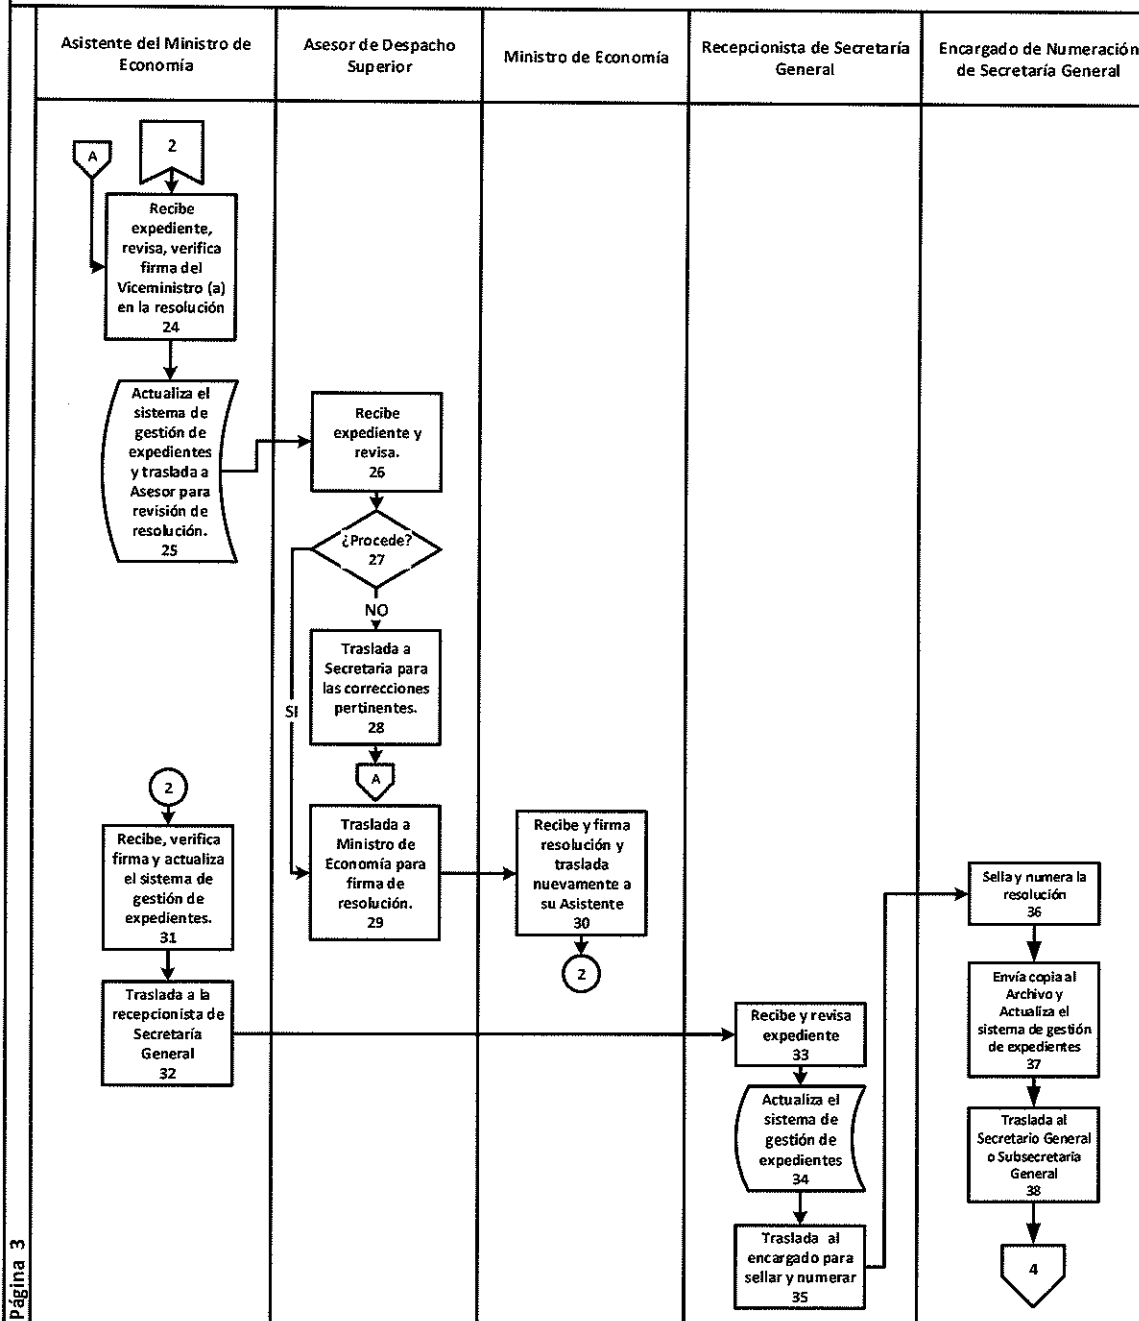 Asistente del Ministro de
Economía
Asesor de Despacho
Superior
Ministro de Economía
Recepcionista de Secretaría
General
Encargado de Numeración
de Secretaría General
A
2
Recibe
expediente,
revisa, verifica
firma del
Viceministro (a)
en la resolución
24
Actualiza el
sistema de
gestión de
expedientes
y traslada a
Asesor para
revisión de
resolución.
25
Recibe
expediente y
revisa.
26
¿Procede?
27
NO
SI
Traslada a
Secretaria para
las correcciones
pertinentes.
28
A
Traslada a
Ministro de
Economía para
firma de
resolución.
29
Recibe y firma
resolución y
traslada
nuevamente a
su Asistente
30
2
2
Recibe, verifica
firma y actualiza
el sistema de
gestión de
expedientes.
31
Traslada a la
recepcionista de
Secretaría
General
32
Recibe y revisa
expediente
33
Actualiza el
sistema de
gestión de
expedientes
34
Traslada al
encargado para
sellar y numerar
35
Sella y numera la
resolución
36
Envía copia al
Archivo y
Actualiza el
sistema de gestión
de expedientes
37
Traslada al
Secretario General
o Subsecretaría
General
38
4
Página 3